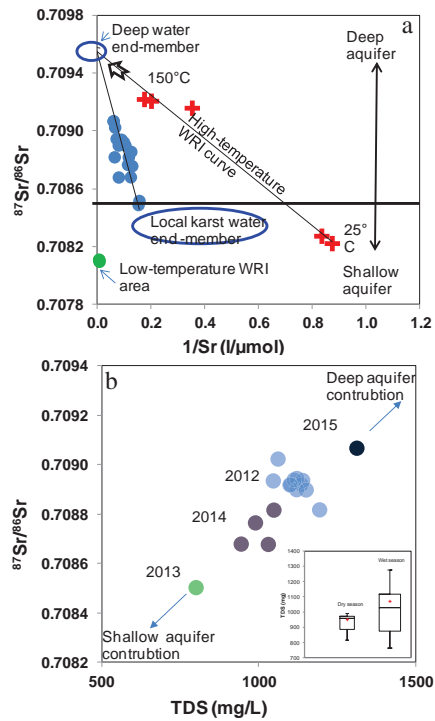 a
Deep water
end-member
Deep
aquifer
0.7098
0.7094
0.7090
0.7086
0.7082
0.7078
150°C
High-temperature
WRI curve
Local karst water
end-member
25°
C
Low-temperature WRI
area
Shallow
aquifer
87Sr/86Sr
0.0
0.2
0.4
0.6
0.8
1.0
1.2
1/Sr (l/µmol)
b
0.7094
0.7092
0.7090
0.7088
0.7086
0.7084
0.7082
Deep aquifer
contrubtion
2015
2012
2014
2013
Shallow aquifer
contrubtion
87Sr/86Sr
500
1000
1500
TDS (mg/L)
1400
1300
1200
1100
1000
900
800
700
TDS (mg)
Dry season
Wet season